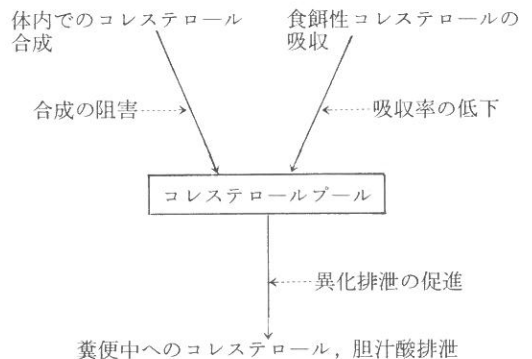 体内でのコレステロール
合成
食餌性コレステロールの
吸収
合成の阻害
吸収率の低下
コレステロールプール
異化排泄の促進
糞便中へのコレステロール，胆汁酸排泄